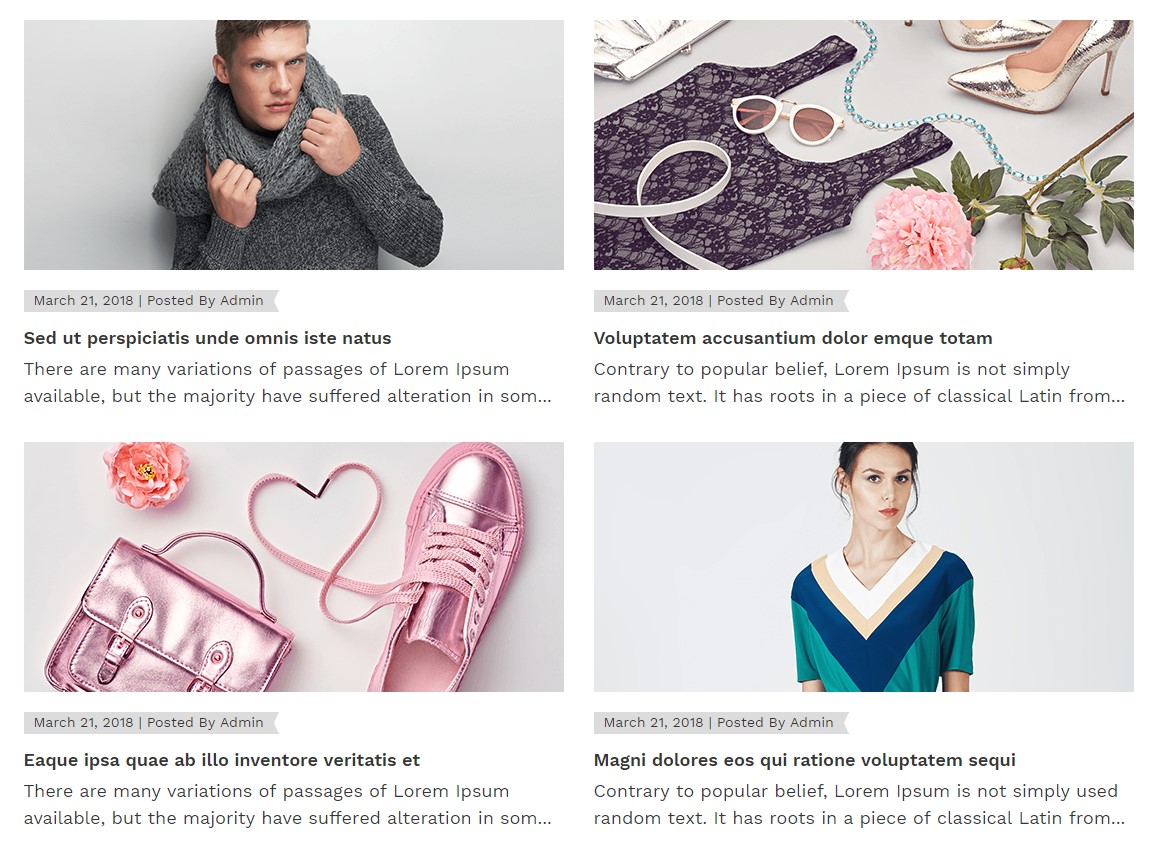 March 21, 2018 | Posted By Admin
Sed ut perspiciatis unde omnis iste natus
There are many variations of passages of Lorem Ipsum
available, but the majority have suffered alteration in som...
March 21, 2018 | Posted By Admin
Voluptatem accusantium dolor emque totam
Contrary to popular belief, Lorem Ipsum is not simply
random text. It has roots in a piece of classical Latin from...
March 21, 2018 | Posted By Admin
Eaque ipsa quae ab illo inventore veritatis et
There are many variations of passages of Lorem Ipsum
available, but the majority have suffered alteration in som...
March 21, 2018 | Posted By Admin
Magni dolores eos qui ratione voluptatem sequi
Contrary to popular belief, Lorem Ipsum is not simply used
random text. It has roots in a piece of classical Latin from...